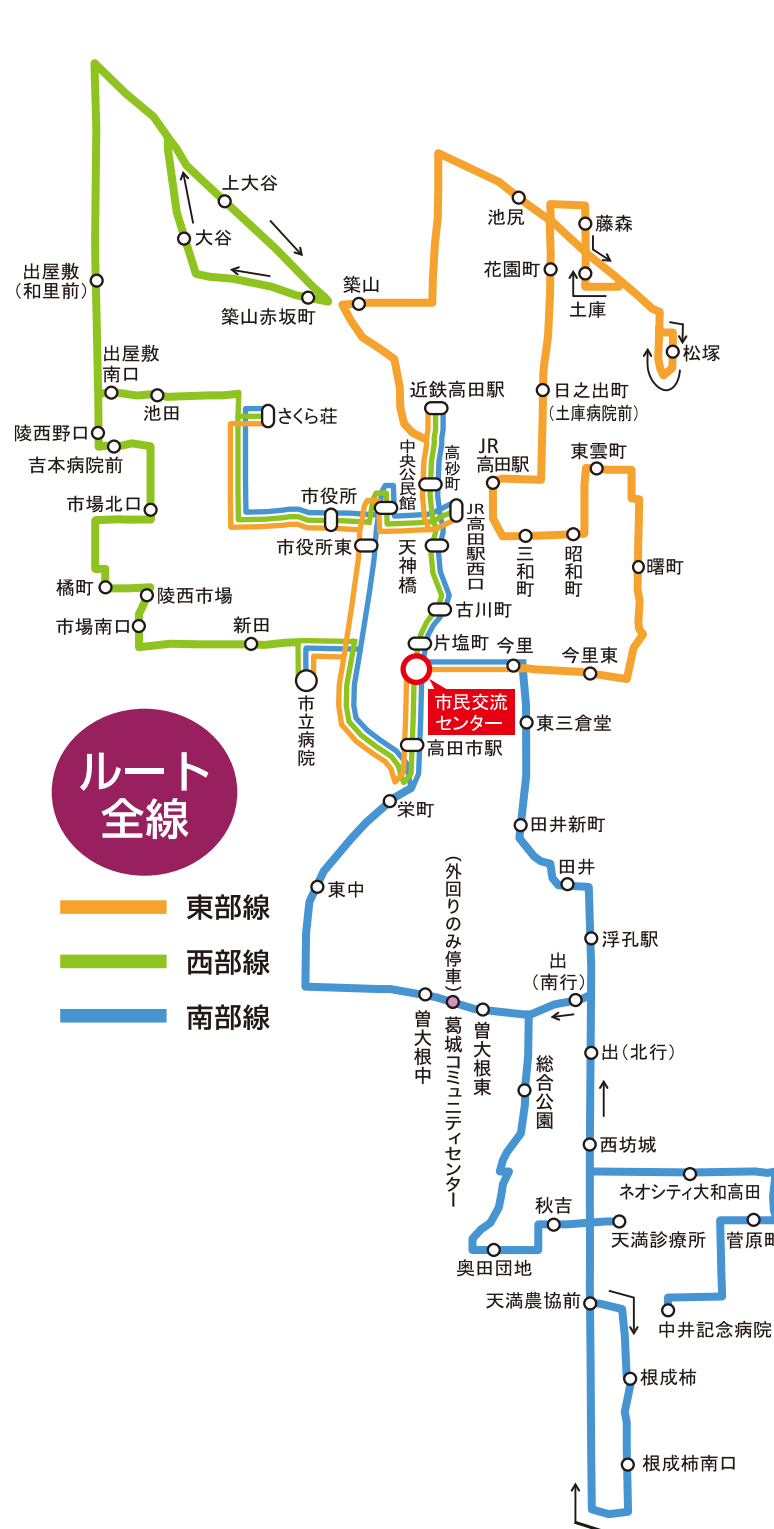 上大谷
大谷
築山赤坂町
出屋敷
(和里前)
出屋敷
南口
池田
陵西野口
吉本病院前
市場北口
橘町
陵西市場
市場南口
新田
市立病院
さくら荘
市役所
市役所東
築山
池尻
藤森
花園町
土庫
松塚
近鉄高田駅
日之出町
(土庫病院前)
中央公民館
高砂町
JR
高田駅
東雲町
JR高田駅西口
天神橋
三和町
昭和町
曙町
古川町
片塩町
今里
今里東
市民交流
センター
東三倉堂
高田市駅
栄町
田井新町
ルート
全線
東部線
西部線
南部線
東中
田井
(外回りのみ停車)
葛城コミュニティセンター
浮孔駅
出
(南行)
曽大根中
曽大根東
出(北行)
総合公園
西坊城
ネオシティ大和高田
秋吉
天満診療所
菅原町
奥田団地
天満農協前
中井記念病院
根成柿
根成柿南口